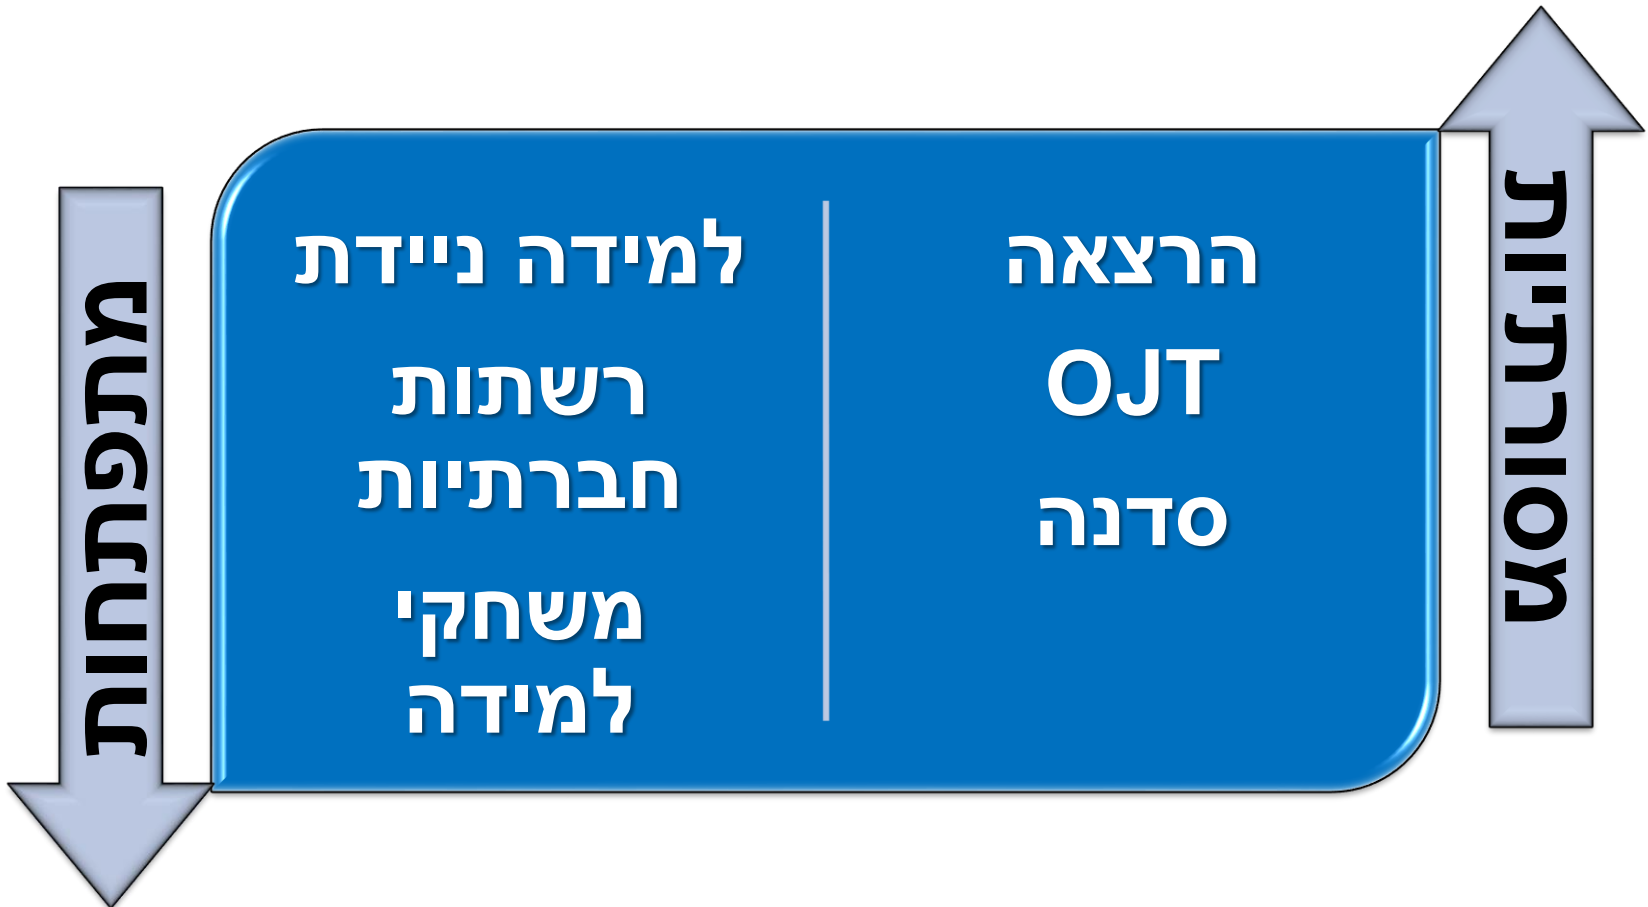 מסורתיות
הרצאה
OJT
סדנה
למידה ניידת
רשתות
חברתיות
משחקי
למידה
מתפתחות